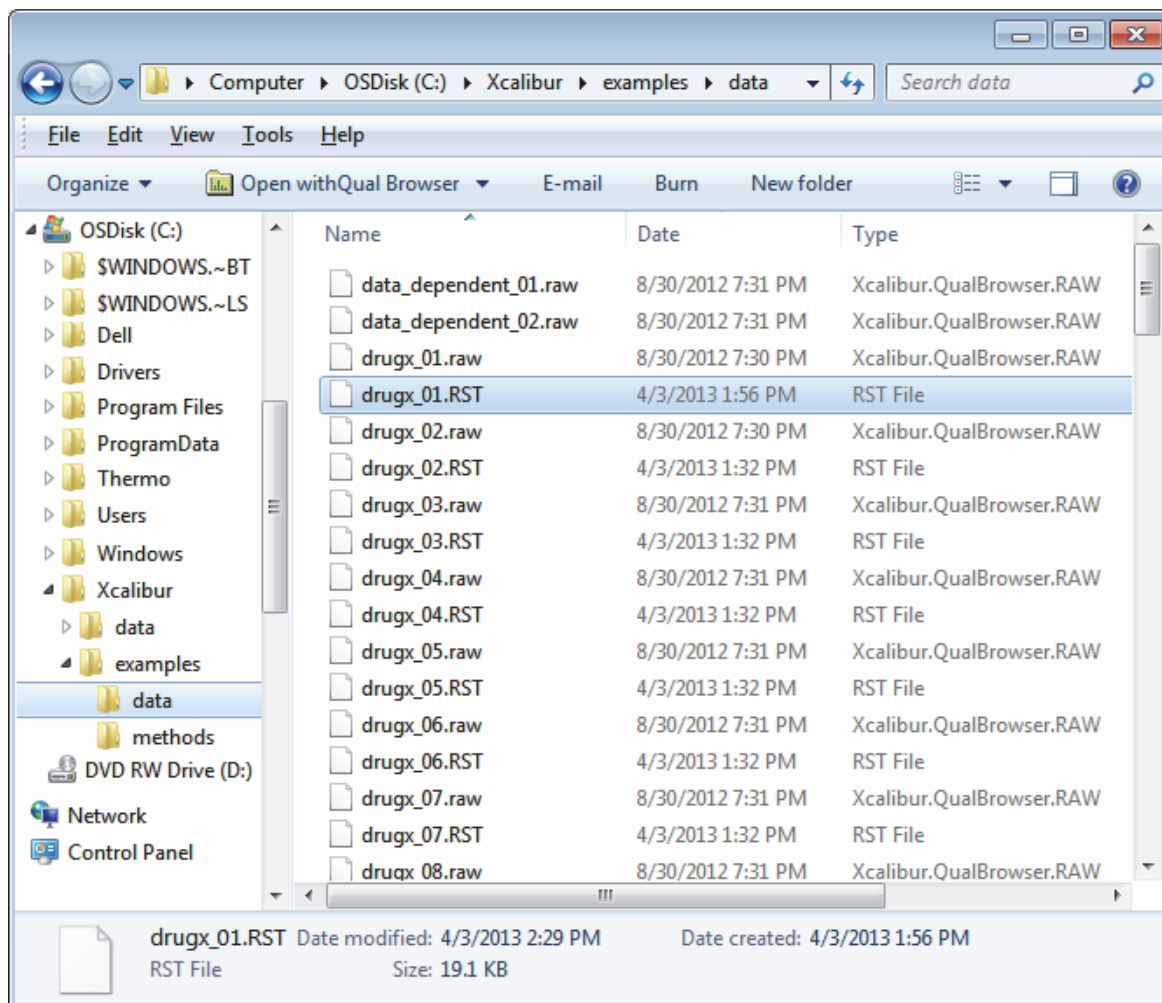 Computer OSDisk (C:) Xcalibur examples data Search data
File Edit View Tools Help
Organize Open withQual Browser E-mail Burn New folder
OSDisk (C:)
$WINDOWS.~BT
$WINDOWS.~LS
Dell
Drivers
Program Files
ProgramData
Thermo
Users
Windows
Xcalibur
data
examples
data
methods
DVD RW Drive (D:)
Network
Control Panel
Name Date Type
data_dependent_01.raw 8/30/2012 7:31 PM Xcalibur.QualBrowser.RAW
data_dependent_02.raw 8/30/2012 7:31 PM Xcalibur.QualBrowser.RAW
drugx_01.raw 8/30/2012 7:30 PM Xcalibur.QualBrowser.RAW
drugx_01.RST 4/3/2013 1:56 PM RST File
drugx_02.raw 8/30/2012 7:30 PM Xcalibur.QualBrowser.RAW
drugx_02.RST 4/3/2013 1:32 PM RST File
drugx_03.raw 8/30/2012 7:31 PM Xcalibur.QualBrowser.RAW
drugx_03.RST 4/3/2013 1:32 PM RST File
drugx_04.raw 8/30/2012 7:31 PM Xcalibur.QualBrowser.RAW
drugx_04.RST 4/3/2013 1:32 PM RST File
drugx_05.raw 8/30/2012 7:31 PM Xcalibur.QualBrowser.RAW
drugx_05.RST 4/3/2013 1:32 PM RST File
drugx_06.raw 8/30/2012 7:31 PM Xcalibur.QualBrowser.RAW
drugx_06.RST 4/3/2013 1:32 PM RST File
drugx_07.raw 8/30/2012 7:31 PM Xcalibur.QualBrowser.RAW
drugx_07.RST 4/3/2013 1:32 PM RST File
drugx_08.raw 8/30/2012 7:31 PM Xcalibur.QualBrowser.RAW
drugx_01.RST Date modified: 4/3/2013 2:29 PM Date created: 4/3/2013 1:56 PM
RST File Size: 19.1 KB